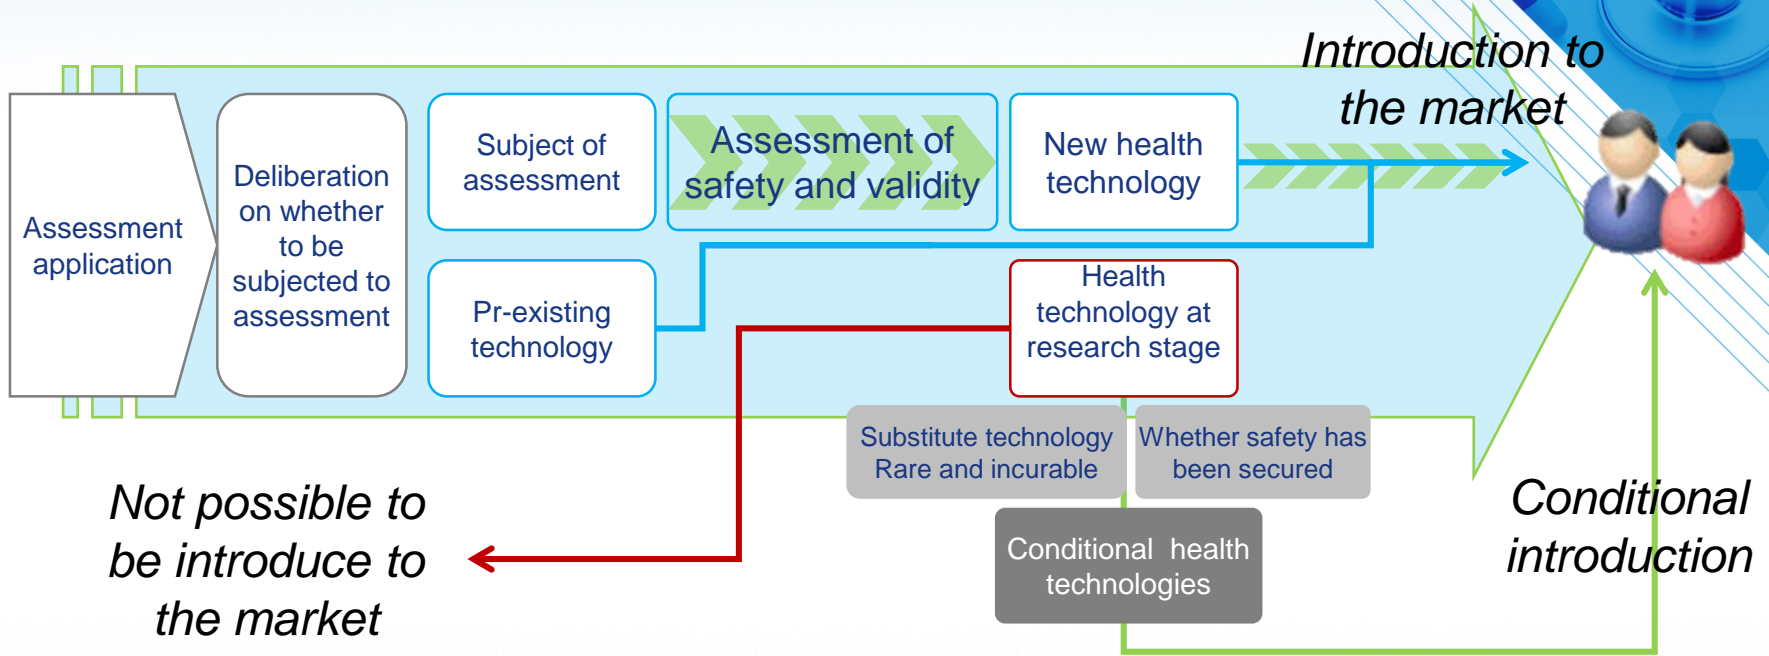 Assessment
application
Deliberation
on whether
to be
subjected to
assessment
Subject of
assessment
Assessment of
safety and validity
New health
technology
Introduction to
the market
Pr-existing
technology
Health
technology at
research stage
Substitute technology
Rare and incurable
Whether safety has
been secured
Conditional health
technologies
Not possible to
be introduce to
the market
Conditional
introduction